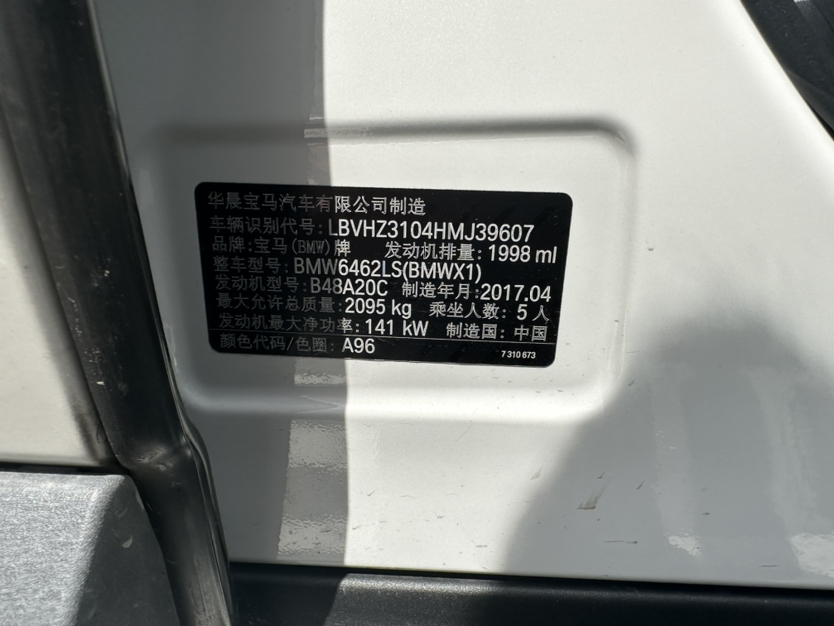 华晨宝马汽车有限公司制造
车辆识别代号: LBVHZ3104HMJ39607
品牌: 宝马(BMW)牌 发动机排量: 1998 ml
整车型号: BMW6462LS(BMWX1)
发动机型号: B48A20C 制造年月: 2017.04
最大允许总质量: 2095 kg 乘坐人数: 5 人
发动机最大净功率: 141 kW 制造国: 中国
颜色代码/色圈: A96 7 310 673